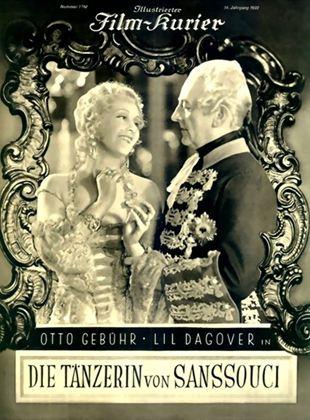 Illustrierter
Film-Kurier
OTTO GEBÜHR · LIL DAGOVER IN
DIE TÄNZERIN VON SANSSOUCI